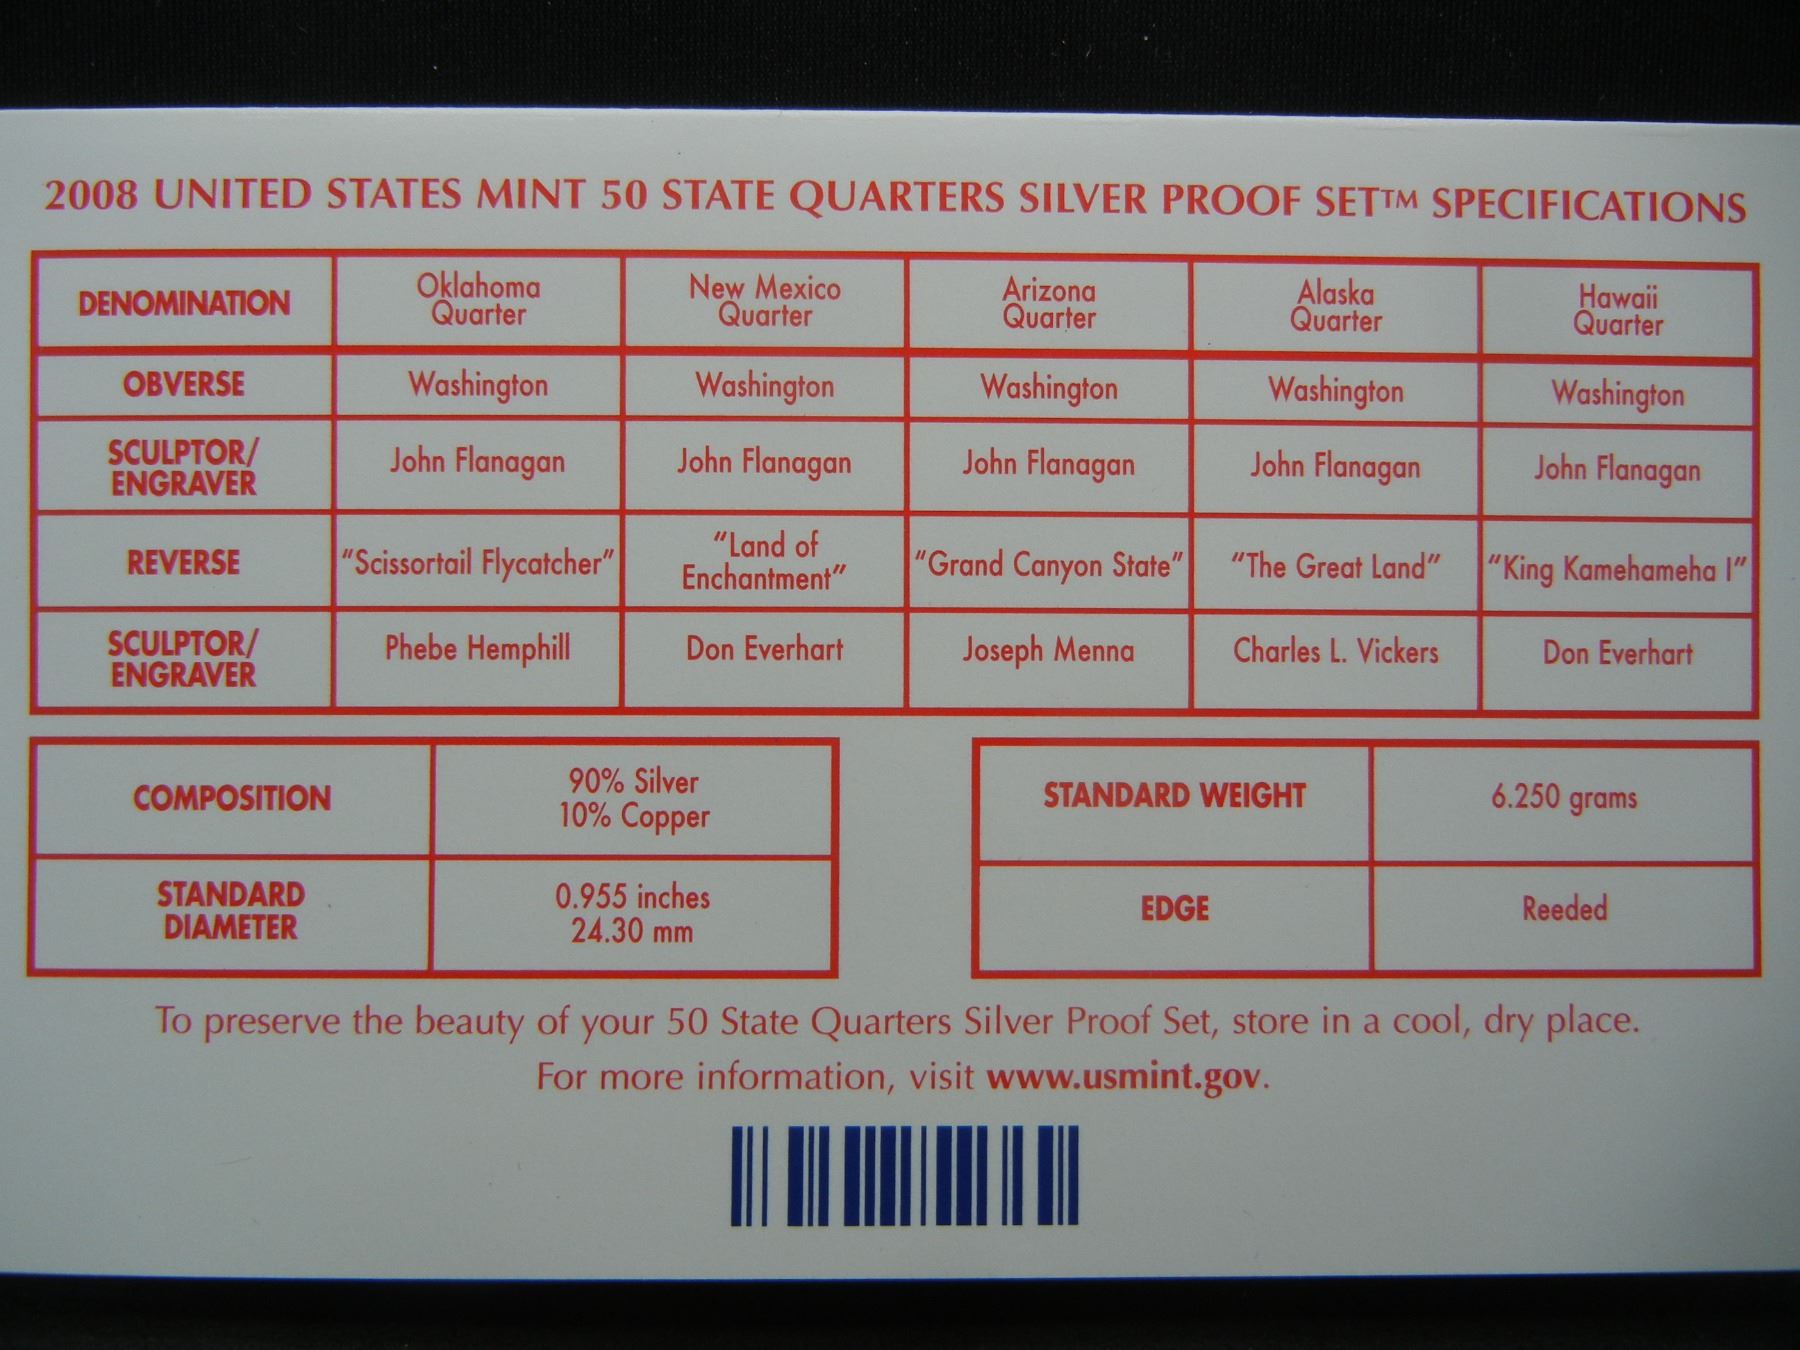 2008 UNITED STATES MINT 50 STATE QUARTERS SILVER PROOF SET™ SPECIFICATIONS
DENOMINATION
Oklahoma
Quarter
New Mexico
Quarter
Arizona
Quarter
Alaska
Quarter
Hawaii
Quarter
OBVERSE
Washington
Washington
Washington
Washington
Washington
SCULPTOR/
ENGRAVER
John Flanagan
John Flanagan
John Flanagan
John Flanagan
John Flanagan
REVERSE
"Scissortail Flycatcher"
"Land of
Enchantment"
"Grand Canyon State"
"The Great Land"
"King Kamehameha I"
SCULPTOR/
ENGRAVER
Phebe Hemphill
Don Everhart
Joseph Menna
Charles L. Vickers
Don Everhart
COMPOSITION
90% Silver
10% Copper
STANDARD
DIAMETER
0.955 inches
24.30 mm
STANDARD WEIGHT
6.250 grams
EDGE
Reeded
To preserve the beauty of your 50 State Quarters Silver Proof Set, store in a cool, dry place.
For more information, visit www.usmint.gov.